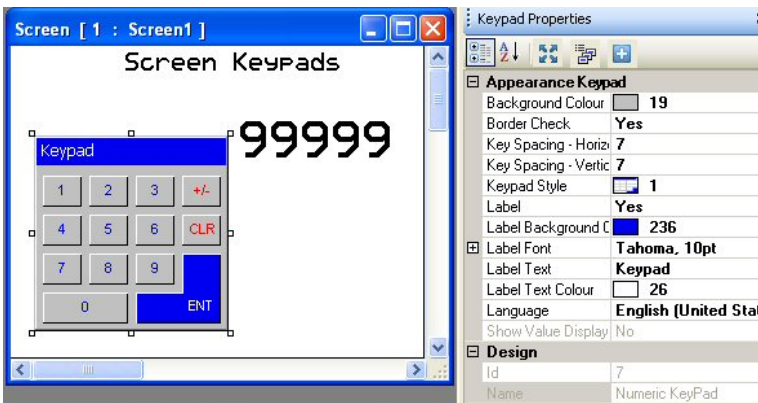 Screen [ 1 : Screen1 ]
Screen Keypads
99999
Keypad
1 2 3 +/-
4 5 6 CLR
7 8 9
0 ENT
Keypad Properties
Appearance Keypad
Background Colour 19
Border Check Yes
Key Spacing - Horizo 7
Key Spacing - Vertic 7
Keypad Style 1
Label Yes
Label Background C 236
Label Font Tahoma, 10pt
Label Text Keypad
Label Text Colour 26
Language English (United Stat
Show Value Display No
Design
Id 7
Name Numeric KeyPad